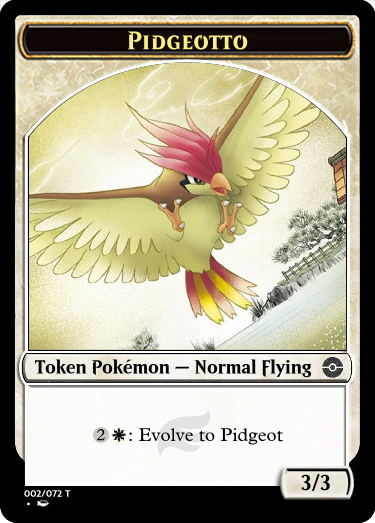 PIDGEOTTO
Token Pokémon — Normal Flying
2 : Evolve to Pidgeot
3/3
002/072 T